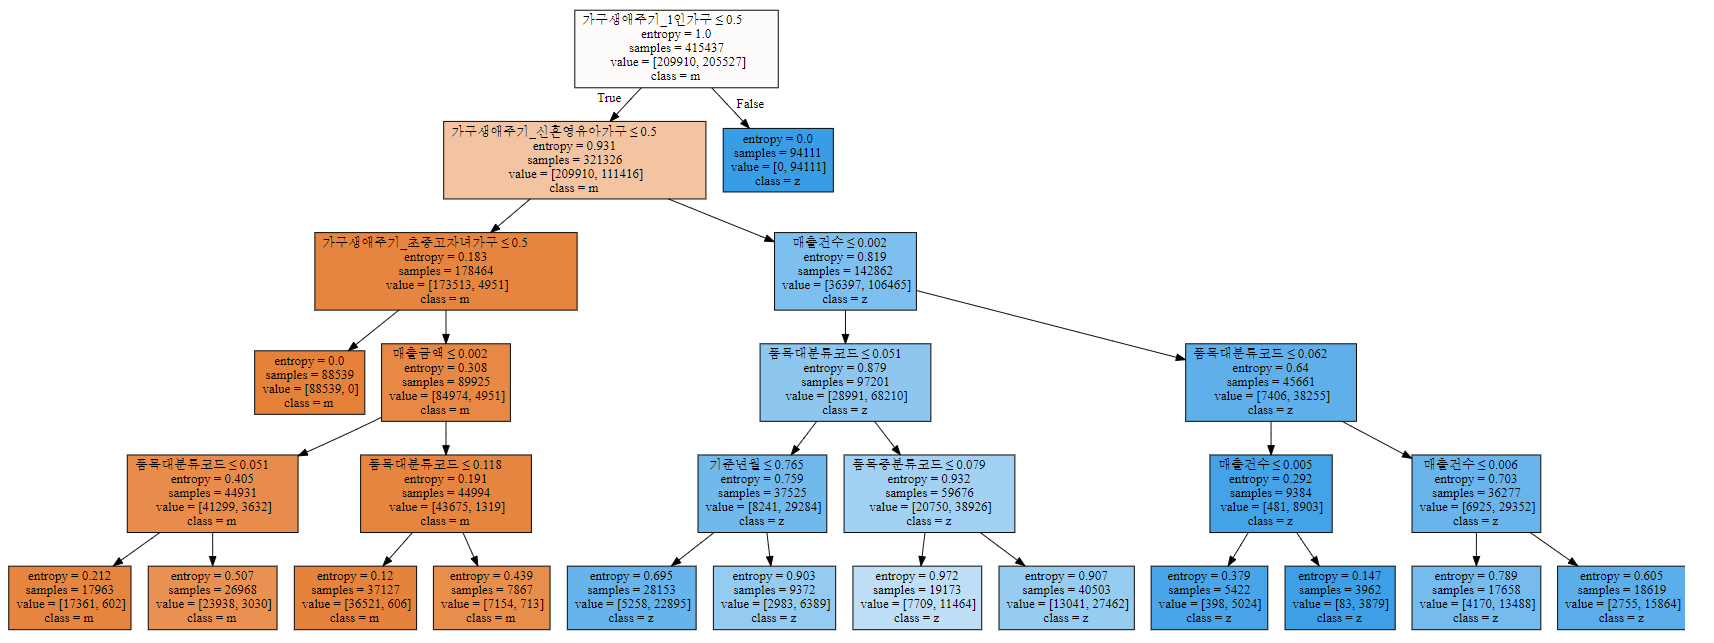 가구생애주기_1인가구 ≤ 0.5
entropy = 1.0
samples = 415437
value = [209910, 205527]
class = m
True
False
가구생애주기_신혼영유아가구 ≤ 0.5
entropy = 0.931
samples = 321326
value = [209910, 111416]
class = m
entropy = 0.0
samples = 94111
value = [0, 94111]
class = z
가구생애주기_초중고자녀가구 ≤ 0.5
entropy = 0.183
samples = 178464
value = [173513, 4951]
class = m
매출건수 ≤ 0.002
entropy = 0.819
samples = 142862
value = [36397, 106465]
class = z
entropy = 0.0
samples = 88539
value = [88539, 0]
class = m
매출금액 ≤ 0.002
entropy = 0.308
samples = 89925
value = [84974, 4951]
class = m
품목대분류코드 ≤ 0.051
entropy = 0.879
samples = 97201
value = [28991, 68210]
class = z
품목대분류코드 ≤ 0.062
entropy = 0.64
samples = 45661
value = [7406, 38255]
class = z
품목대분류코드 ≤ 0.051
entropy = 0.405
samples = 44931
value = [41299, 3632]
class = m
품목대분류코드 ≤ 0.118
entropy = 0.191
samples = 44994
value = [43675, 1319]
class = m
기준년월 ≤ 0.765
entropy = 0.759
samples = 37525
value = [8241, 29284]
class = z
품목중분류코드 ≤ 0.079
entropy = 0.932
samples = 59676
value = [20750, 38926]
class = z
매출건수 ≤ 0.005
entropy = 0.292
samples = 9384
value = [481, 8903]
class = z
매출건수 ≤ 0.006
entropy = 0.703
samples = 36277
value = [6925, 29352]
class = z
entropy = 0.212
samples = 17963
value = [17361, 602]
class = m
entropy = 0.507
samples = 26968
value = [23938, 3030]
class = m
entropy = 0.12
samples = 37127
value = [36521, 606]
class = m
entropy = 0.439
samples = 7867
value = [7154, 713]
class = m
entropy = 0.695
samples = 28153
value = [5258, 22895]
class = z
entropy = 0.903
samples = 9372
value = [2983, 6389]
class = z
entropy = 0.972
samples = 19173
value = [7709, 11464]
class = z
entropy = 0.907
samples = 40503
value = [13041, 27462]
class = z
entropy = 0.379
samples = 5422
value = [398, 5024]
class = z
entropy = 0.147
samples = 3962
value = [83, 3879]
class = z
entropy = 0.789
samples = 17658
value = [4170, 13488]
class = z
entropy = 0.605
samples = 18619
value = [2755, 15864]
class = z